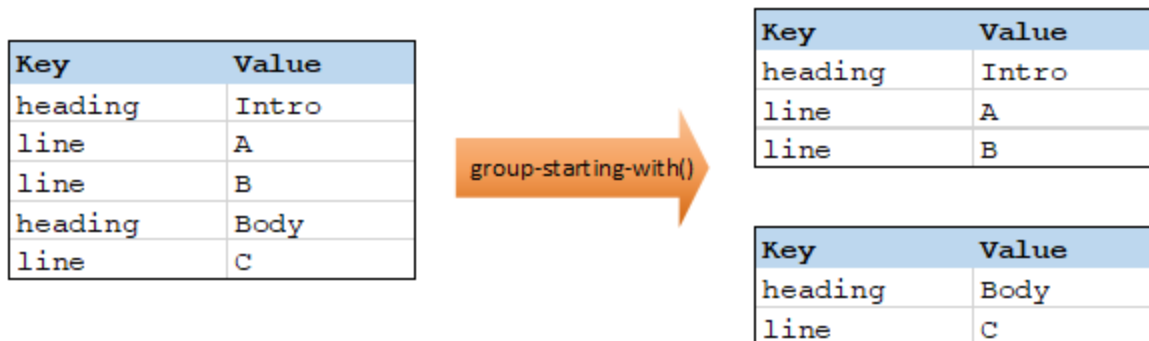 Key Value
heading Intro
line A
line B
heading Body
line C
group-starting-with()
Key Value
heading Intro
line A
line B
Key Value
heading Body
line C